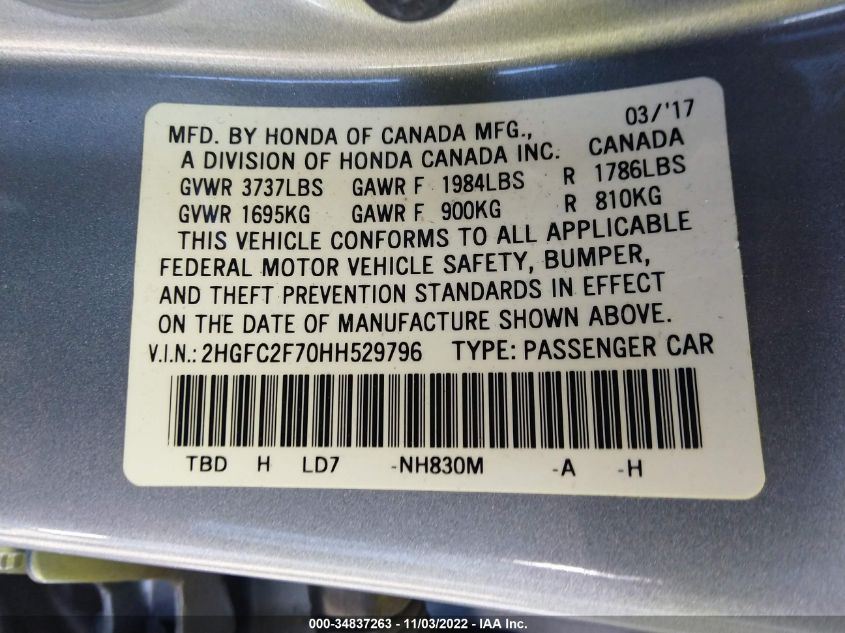 03/'17
MFD. BY HONDA OF CANADA MFG.,
A DIVISION OF HONDA CANADA INC. CANADA
GVWR 3737LBS GAWR F 1984LBS R 1786LBS
GVWR 1695KG GAWR F 900KG R 810KG
THIS VEHICLE CONFORMS TO ALL APPLICABLE
FEDERAL MOTOR VEHICLE SAFETY, BUMPER,
AND THEFT PREVENTION STANDARDS IN EFFECT
ON THE DATE OF MANUFACTURE SHOWN ABOVE.
V.I.N.: 2HGFC2F70HH529796 TYPE: PASSENGER CAR
TBD H LD7 -NH830M -A -H
000-34837263 - 11/03/2022 - IAA Inc.